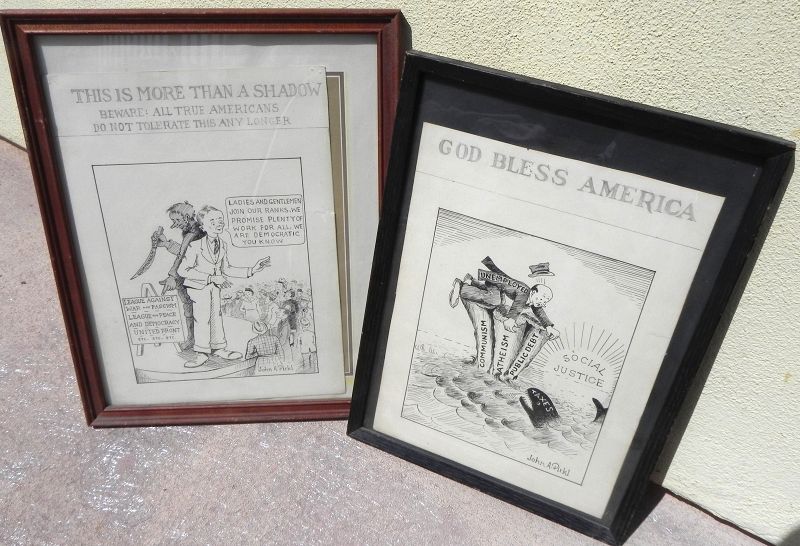 THIS IS MORE THAN A SHADOW
BEWARE: ALL TRUE AMERICANS
DO NOT TOLERATE THIS ANY LONGER
LADIES AND GENTLEMEN
JOIN OUR RANKS. WE
PROMISE PLENTY OF
WORK FOR ALL. WE
ARE DEMOCRATIC
YOU KNOW
LEAGUE AGAINST
WAR AND FASCISM
LEAGUE FOR PEACE
AND DEMOCRACY
UNITED FRONT
ETC. ETC. ETC.
John A Pirkl
GOD BLESS AMERICA
UNEMPLOYED
COMMUNISM
ATHEISM
PUBLIC DEBT
SOCIAL
JUSTICE
TAXES
John A Pirkl